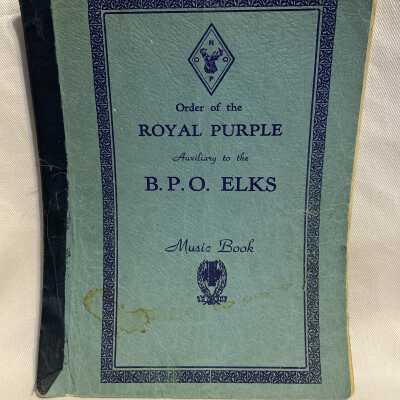 Order of the
ROYAL PURPLE
Auxiliary to the
B.P.O. ELKS
Music Book